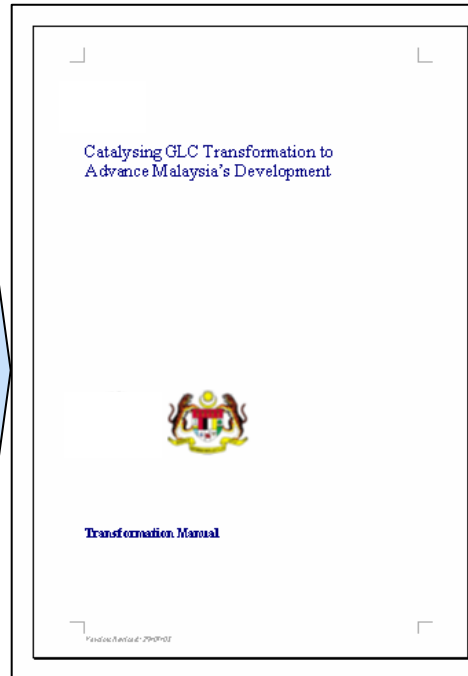 Catalysing GLC Transformation to
Advance Malaysia's Development
Transformation Manual